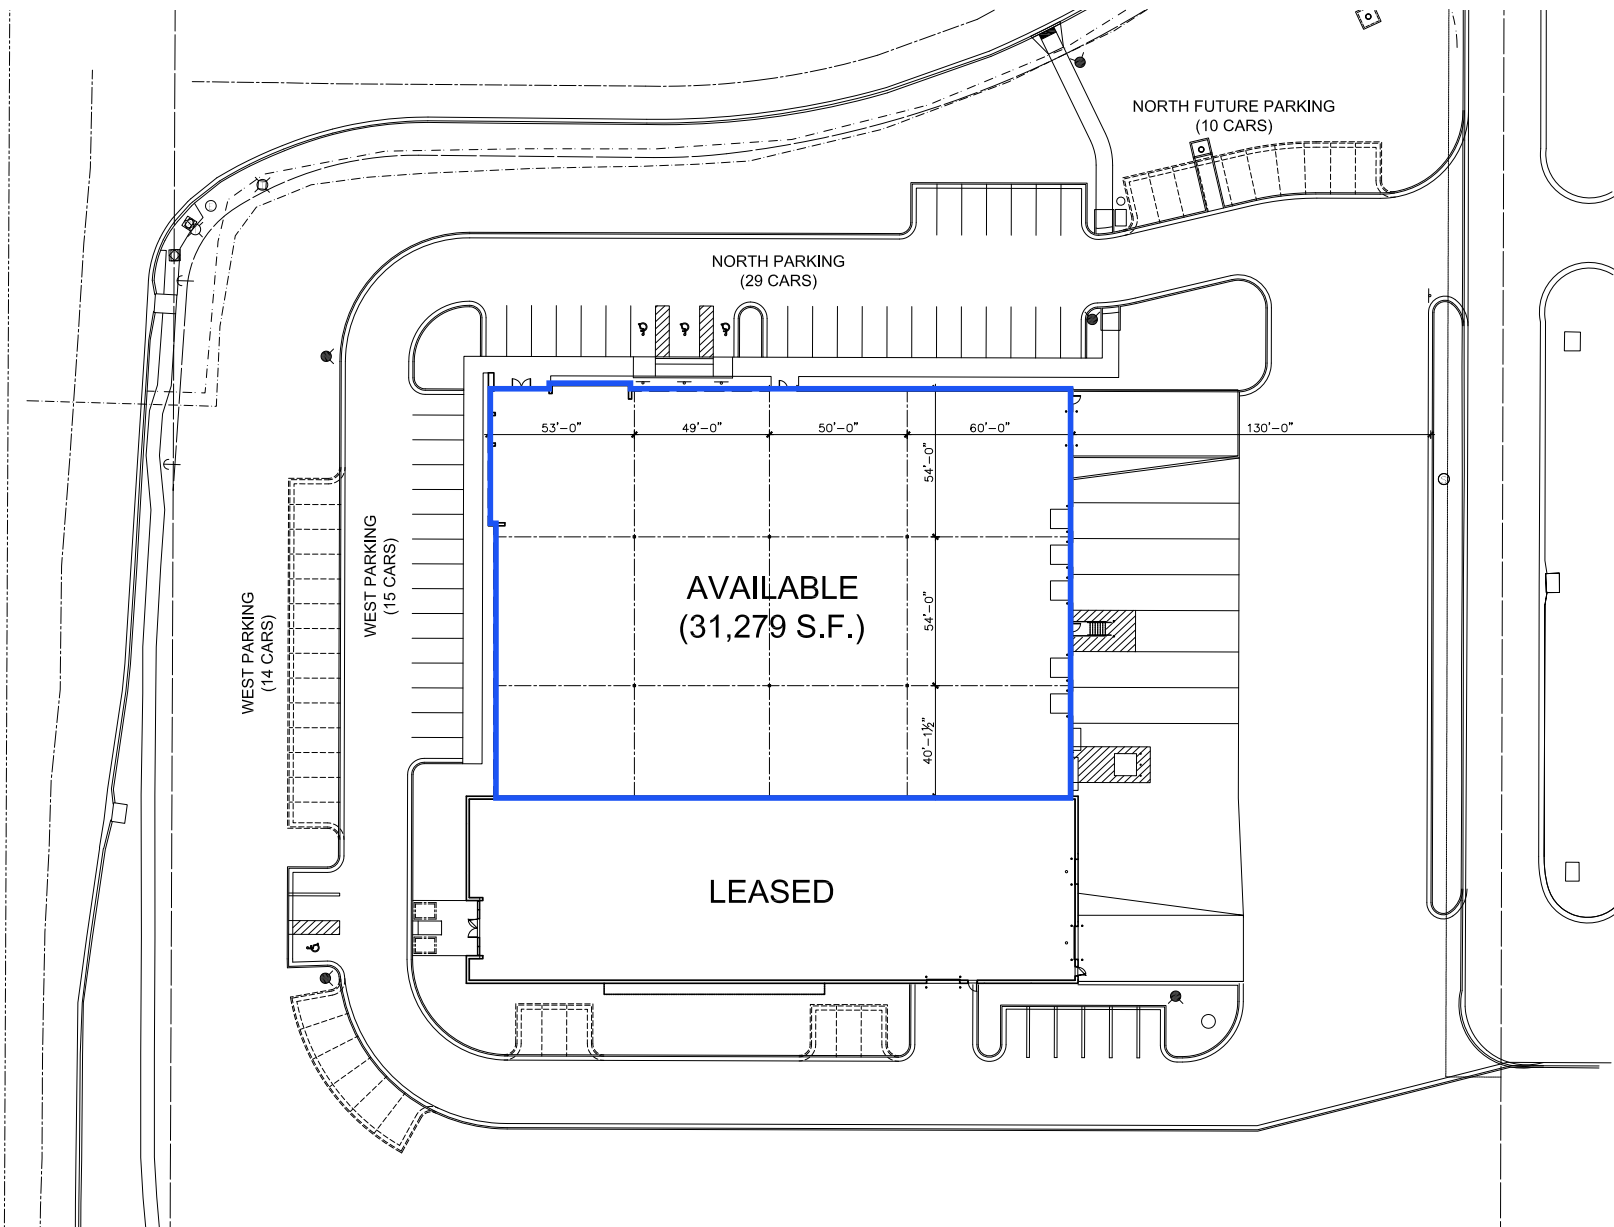 NORTH FUTURE PARKING
(10 CARS)
NORTH PARKING
(29 CARS)
53'-0"
49'-0"
50'-0"
60'-0"
130'-0"
54'-0"
WEST PARKING
(15 CARS)
AVAILABLE
(31,279 S.F.)
54'-0"
WEST PARKING
(14 CARS)
40'-1½"
LEASED